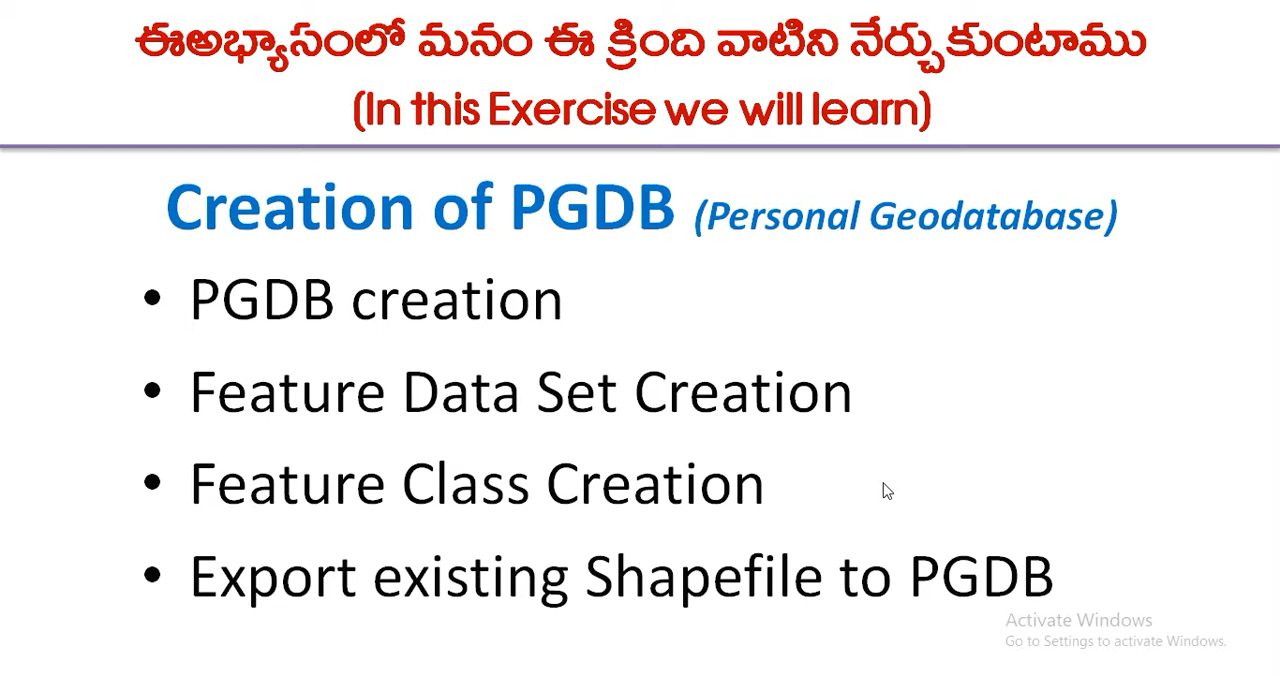 ఈఅభ్యాసంలో మనం ఈ క్రింది వాటిని నేర్చుకుంటాము
(In this Exercise we will learn)
Creation of PGDB (Personal Geodatabase)
• PGDB creation
• Feature Data Set Creation
• Feature Class Creation
• Export existing Shapefile to PGDB
Activate Windows
Go to Settings to activate Windows.